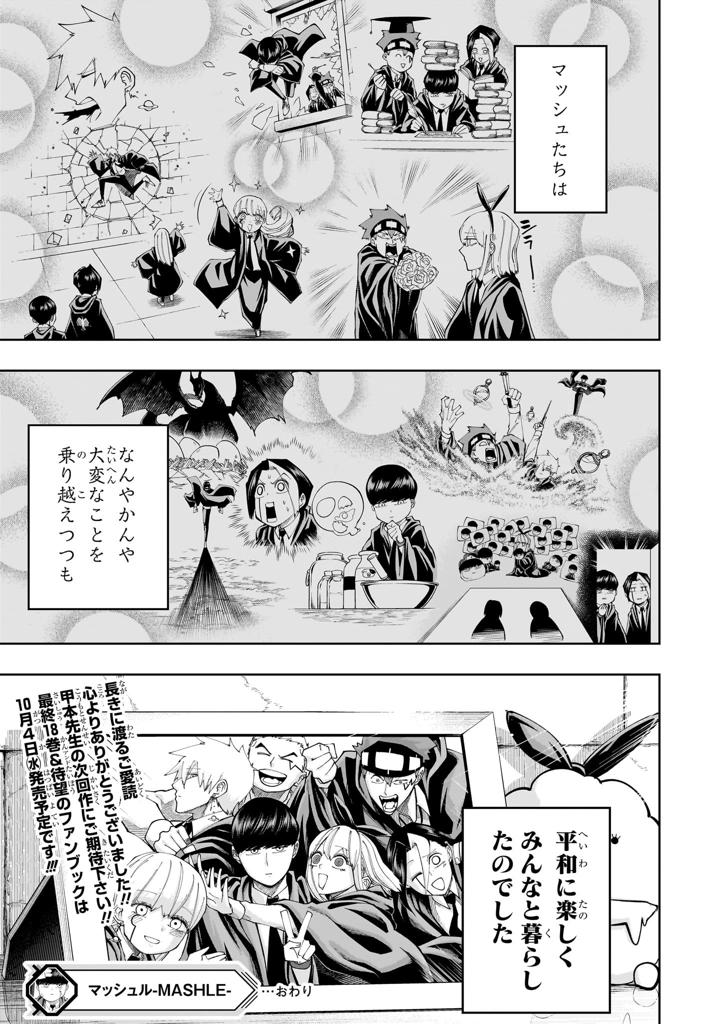 マッシュたちは
シラー
なんやかんや
大変なことを
乗り越えつつも
平和に楽しく
みんなと暮らし
たのでした
長きに渡るご愛読
心よりありがとうございました!!
甲本先生の次回作にご期待下さい!!
最終18巻&待望のファンブックは
10月4日㊌発売予定です!!!
マッシュル-MASHLE- …おわり